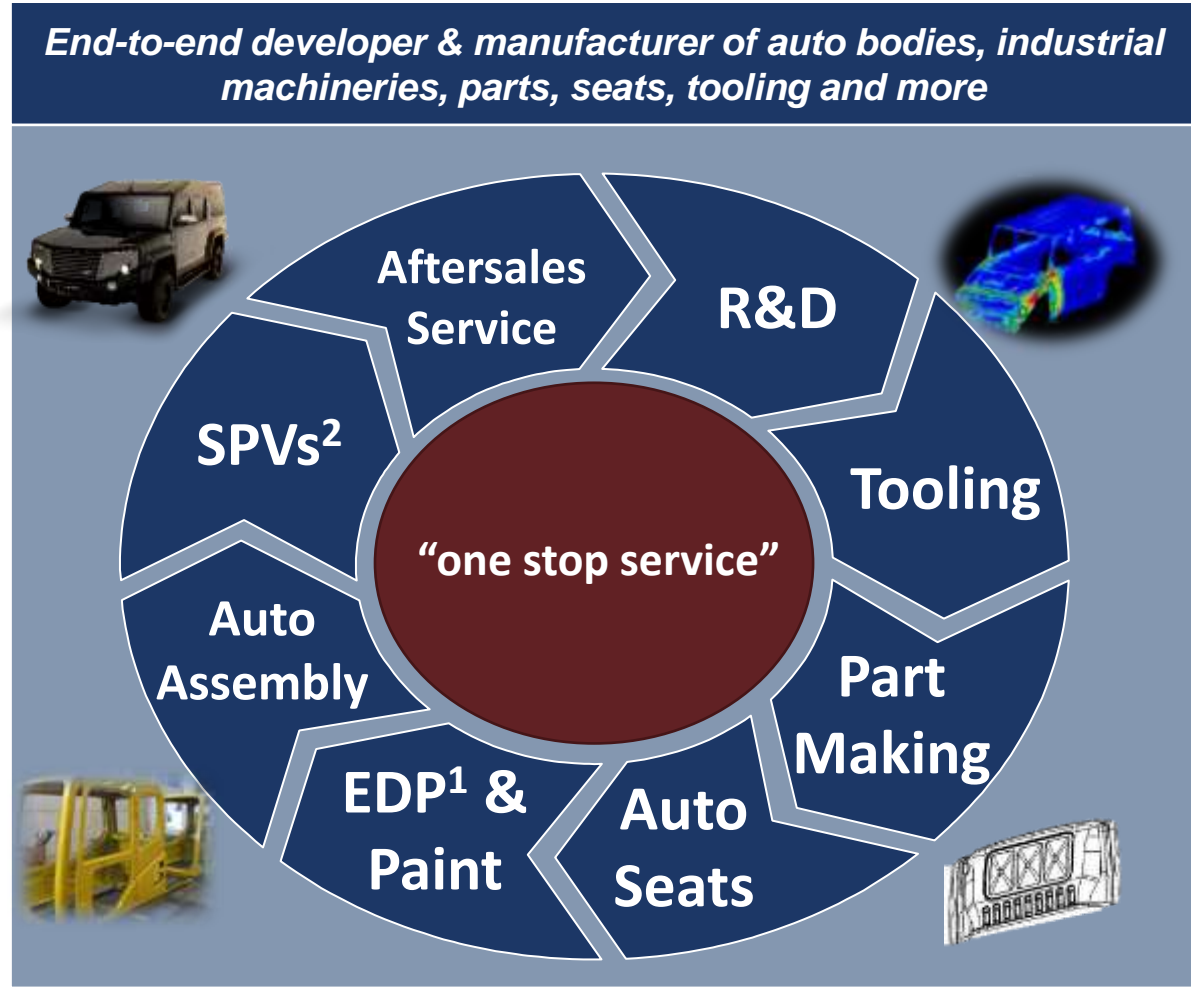 End-to-end developer & manufacturer of auto bodies, industrial
machineries, parts, seats, tooling and more
Aftersales
Service
R&D
SPVs²
Tooling
"one stop service"
Auto
Assembly
Part
Making
EDP¹ &
Paint
Auto
Seats